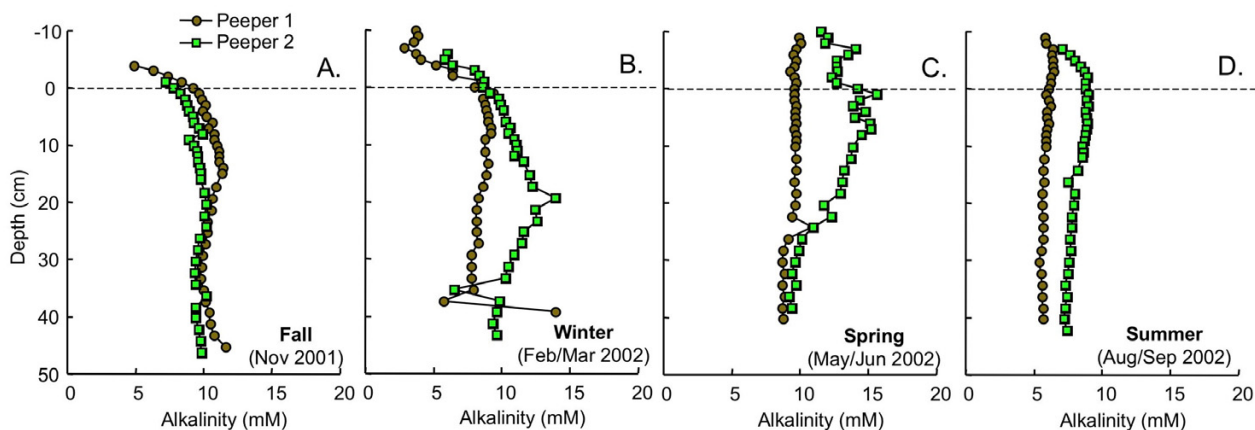 Peeper 1
Peeper 2
A.
B.
C.
D.
-10
0
10
20
30
40
50
Depth (cm)
Fall
(Nov 2001)
Winter
(Feb/Mar 2002)
Spring
(May/Jun 2002)
Summer
(Aug/Sep 2002)
5 10 15 20 0 5 10 15 20 0 5 10 15 20 0 5 10 15 20
Alkalinity (mM) Alkalinity (mM) Alkalinity (mM) Alkalinity (mM)